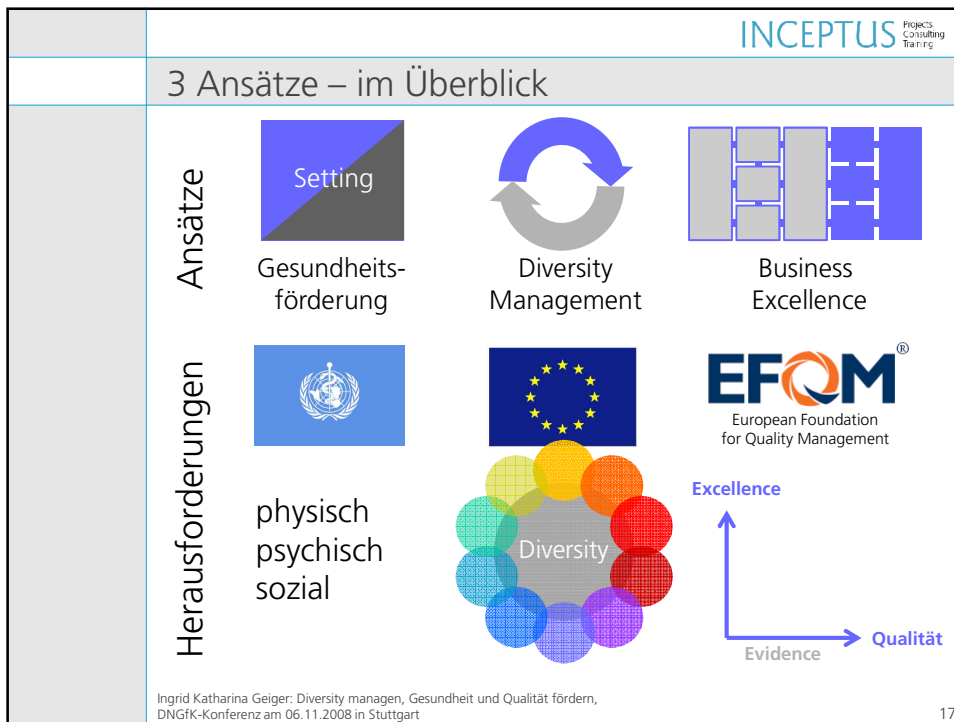 INCEPTUS Projects
Consulting
Training
3 Ansätze – im Überblick
Ansätze
Setting
Gesundheits-
förderung
Diversity
Management
Business
Excellence
Herausforderungen
EFQM®
European Foundation
for Quality Management
physisch
psychisch
sozial
Diversity
Excellence
Qualität
Evidence
Ingrid Katharina Geiger: Diversity managen, Gesundheit und Qualität fördern,
DNGfK-Konferenz am 06.11.2008 in Stuttgart
17